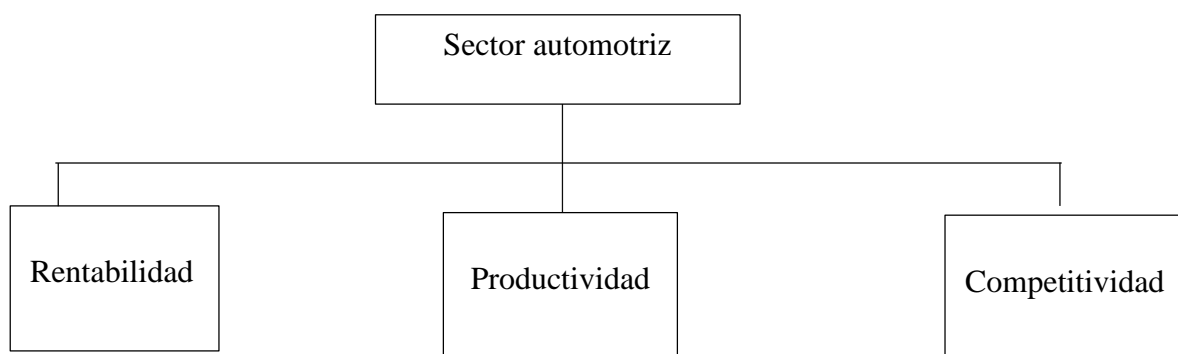 Sector automotriz
Rentabilidad
Productividad
Competitividad